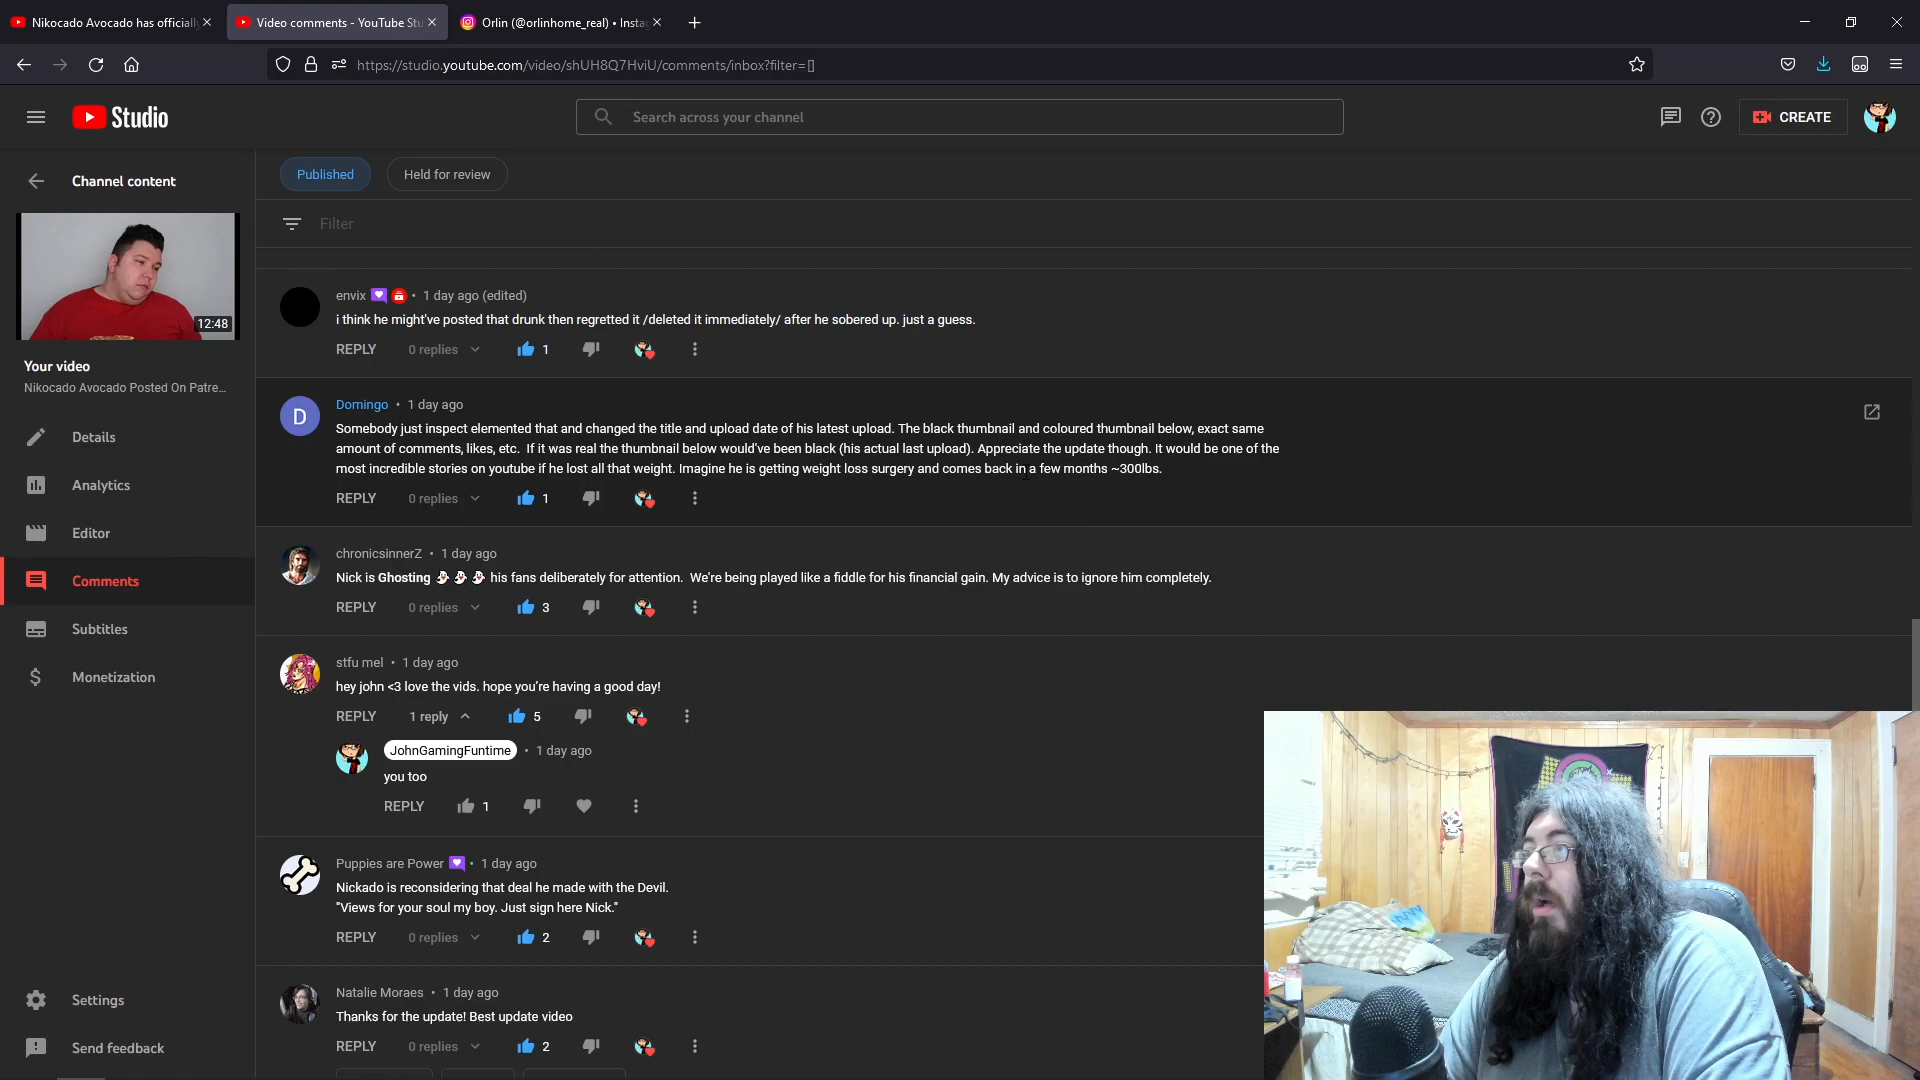 Nikocado Avocado has officiall
Video comments - YouTube Stu
Orlin (@orlinhome_real) • Insta
https://studio.youtube.com/video/shUH8Q7HviU/comments/inbox?filter=[]
Studio
Search across your channel
CREATE
Channel content
Published
Held for review
Filter
12:48
Your video
Nikocado Avocado Posted On Patre...
Details
Analytics
Editor
Comments
Subtitles
Monetization
Settings
Send feedback
envix • 1 day ago (edited)
i think he might've posted that drunk then regretted it /deleted it immediately/ after he sobered up. just a guess.
REPLY 0 replies 1
D
Domingo • 1 day ago
Somebody just inspect elemented that and changed the title and upload date of his latest upload. The black thumbnail and coloured thumbnail below, exact same
amount of comments, likes, etc. If it was real the thumbnail below would've been black (his actual last upload). Appreciate the update though. It would be one of the
most incredible stories on youtube if he lost all that weight. Imagine he is getting weight loss surgery and comes back in a few months ~300lbs.
REPLY 0 replies 1
chronicsinnerZ • 1 day ago
Nick is Ghosting 👻 👻 👻 his fans deliberately for attention. We're being played like a fiddle for his financial gain. My advice is to ignore him completely.
REPLY 0 replies 3
stfu mel • 1 day ago
hey john <3 love the vids. hope you're having a good day!
REPLY 1 reply 5
JohnGamingFuntime • 1 day ago
you too
REPLY 1
Puppies are Power • 1 day ago
Nickado is reconsidering that deal he made with the Devil.
"Views for your soul my boy. Just sign here Nick."
REPLY 0 replies 2
Natalie Moraes • 1 day ago
Thanks for the update! Best update video
REPLY 0 replies 2